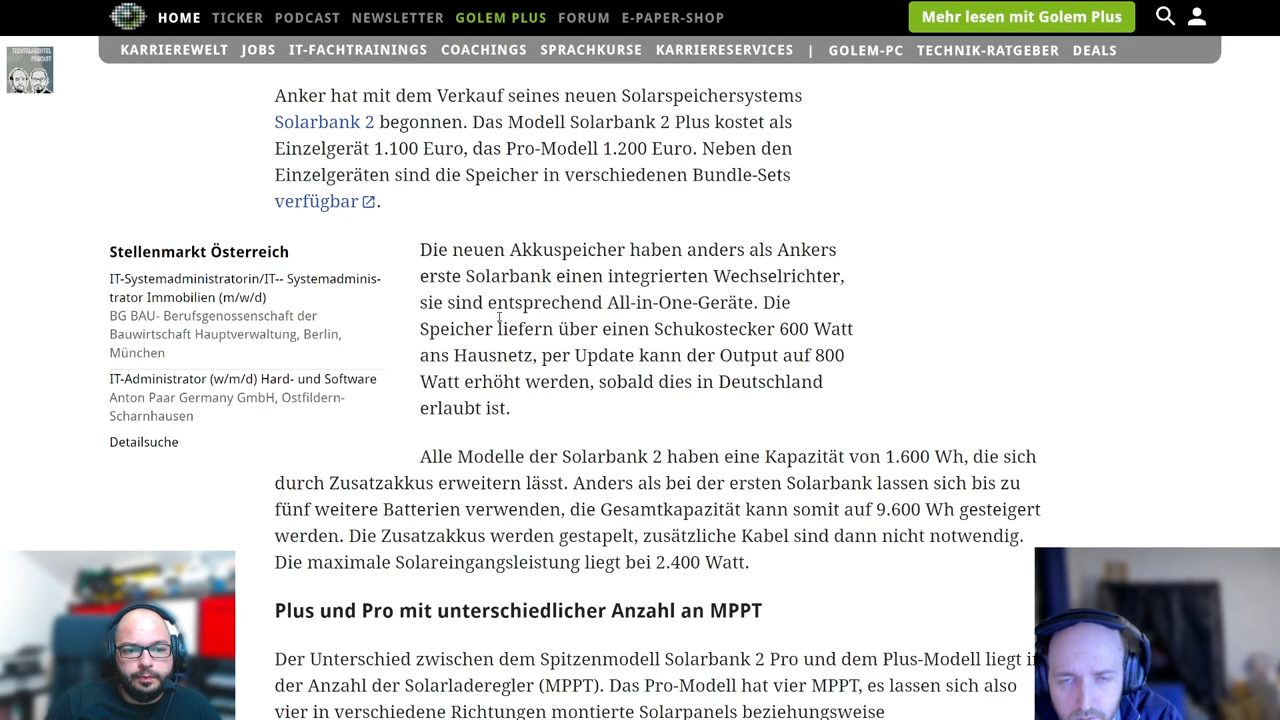 HOME TICKER PODCAST NEWSLETTER GOLEM PLUS FORUM E-PAPER-SHOP Mehr lesen mit Golem Plus
KARRIEREWELT JOBS IT-FACHTRAININGS COACHINGS SPRACHKURSE KARRIERESERVICES | GOLEM-PC TECHNIK-RATGEBER DEALS
Anker hat mit dem Verkauf seines neuen Solarspeichersystems
Solarbank 2 begonnen. Das Modell Solarbank 2 Plus kostet als
Einzelgerät 1.100 Euro, das Pro-Modell 1.200 Euro. Neben den
Einzelgeräten sind die Speicher in verschiedenen Bundle-Sets
verfügbar.
Stellenmarkt Österreich
IT-Systemadministratorin/IT-- Systemadminis-
trator Immobilien (m/w/d)
BG BAU- Berufsgenossenschaft der
Bauwirtschaft Hauptverwaltung, Berlin,
München
IT-Administrator (w/m/d) Hard- und Software
Anton Paar Germany GmbH, Ostfildern-
Scharnhausen
Detailsuche
Die neuen Akkuspeicher haben anders als Ankers
erste Solarbank einen integrierten Wechselrichter,
sie sind entsprechend All-in-One-Geräte. Die
Speicher liefern über einen Schukostecker 600 Watt
ans Hausnetz, per Update kann der Output auf 800
Watt erhöht werden, sobald dies in Deutschland
erlaubt ist.
Alle Modelle der Solarbank 2 haben eine Kapazität von 1.600 Wh, die sich
durch Zusatzakkus erweitern lässt. Anders als bei der ersten Solarbank lassen sich bis zu
fünf weitere Batterien verwenden, die Gesamtkapazität kann somit auf 9.600 Wh gesteigert
werden. Die Zusatzakkus werden gestapelt, zusätzliche Kabel sind dann nicht notwendig.
Die maximale Solareingangsleistung liegt bei 2.400 Watt.
Plus und Pro mit unterschiedlicher Anzahl an MPPT
Der Unterschied zwischen dem Spitzenmodell Solarbank 2 Pro und dem Plus-Modell liegt
der Anzahl der Solarladeregler (MPPT). Das Pro-Modell hat vier MPPT, es lassen sich also
vier in verschiedene Richtungen montierte Solarpanels beziehungsweise